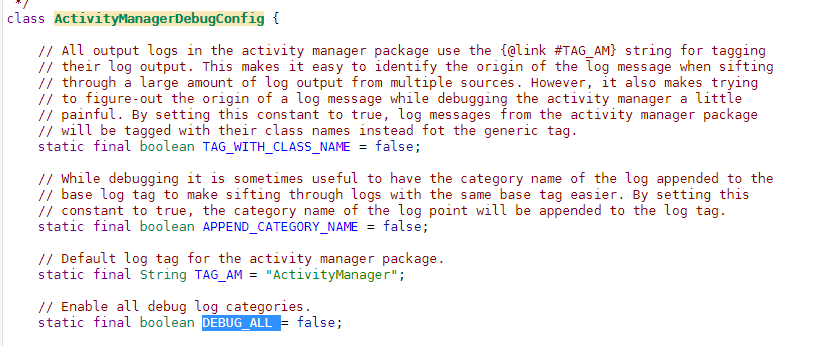 */
class ActivityManagerDebugConfig {
// All output logs in the activity manager package use the {@link #TAG_AM} string for tagging
// their log output. This makes it easy to identify the origin of the log message when sifting
// through a large amount of log output from multiple sources. However, it also makes trying
// to figure-out the origin of a log message while debugging the activity manager a little
// painful. By setting this constant to true, log messages from the activity manager package
// will be tagged with their class names instead fot the generic tag.
static final boolean TAG_WITH_CLASS_NAME = false;
// While debugging it is sometimes useful to have the category name of the log appended to the
// base log tag to make sifting through logs with the same base tag easier. By setting this
// constant to true, the category name of the log point will be appended to the log tag.
static final boolean APPEND_CATEGORY_NAME = false;
// Default log tag for the activity manager package.
static final String TAG_AM = "ActivityManager";
// Enable all debug log categories.
static final boolean DEBUG_ALL = false;